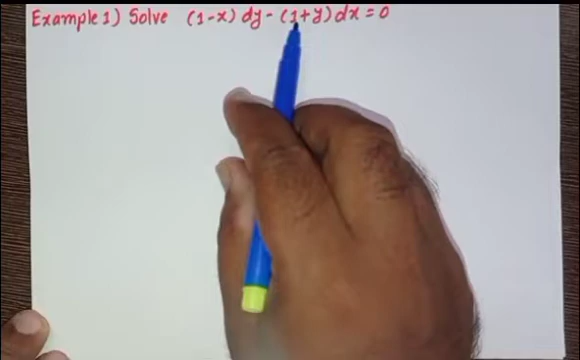 Example 1) Solve (1-x) dy - (1+y) dx = 0